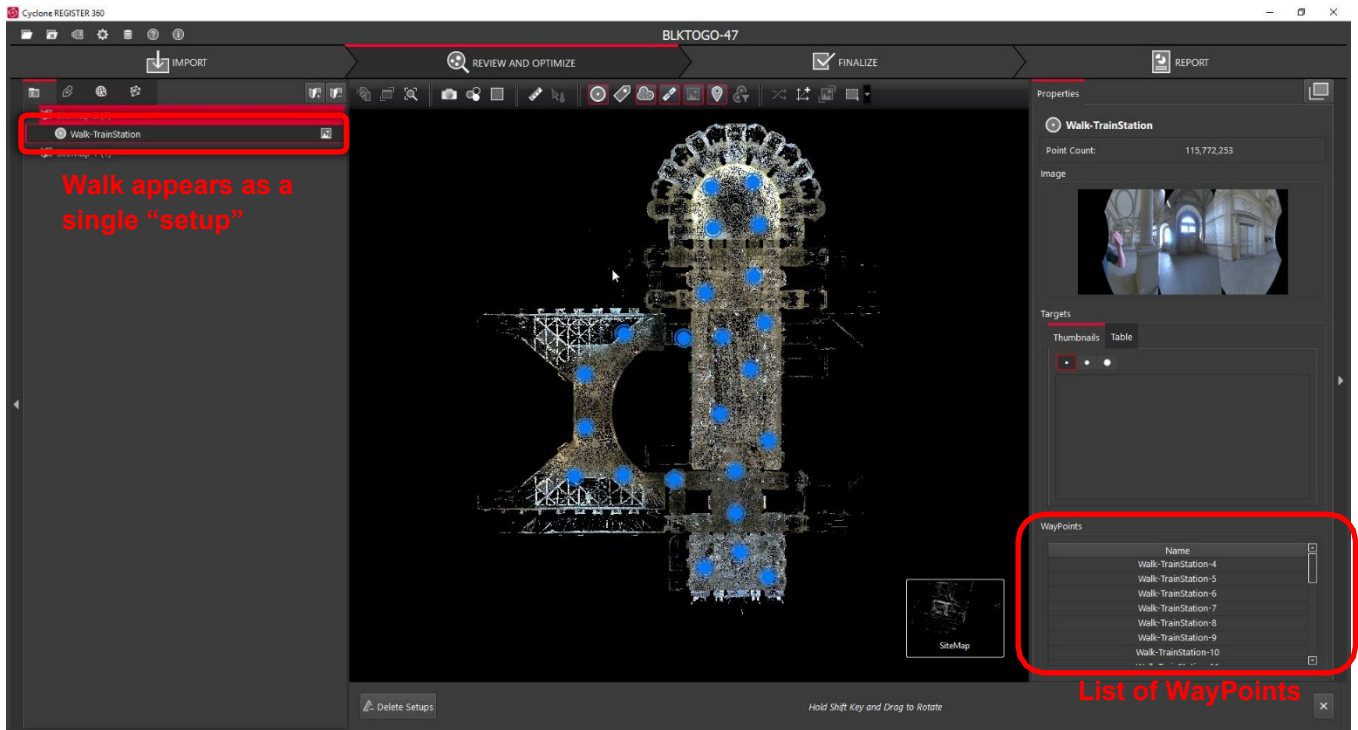 Cyclone REGISTER 360
BLKTOGO-47
IMPORT
REVIEW AND OPTIMIZE
FINALIZE
REPORT
Walk-TrainStation
Walk appears as a
single “setup”
SiteMap
Delete Setups
Hold Shift Key and Drag to Rotate
Properties
Walk-TrainStation
Point Count: 115,772,253
Image
Targets
Thumbnails Table
WayPoints
Name
Walk-TrainStation-4
Walk-TrainStation-5
Walk-TrainStation-6
Walk-TrainStation-7
Walk-TrainStation-8
Walk-TrainStation-9
Walk-TrainStation-10
List of WayPoints